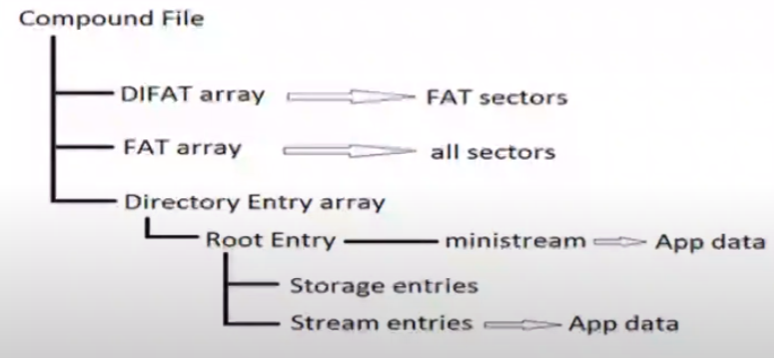 Compound File
DIFAT array FAT sectors
FAT array all sectors
Directory Entry array
Root Entry ministream App data
Storage entries
Stream entries App data